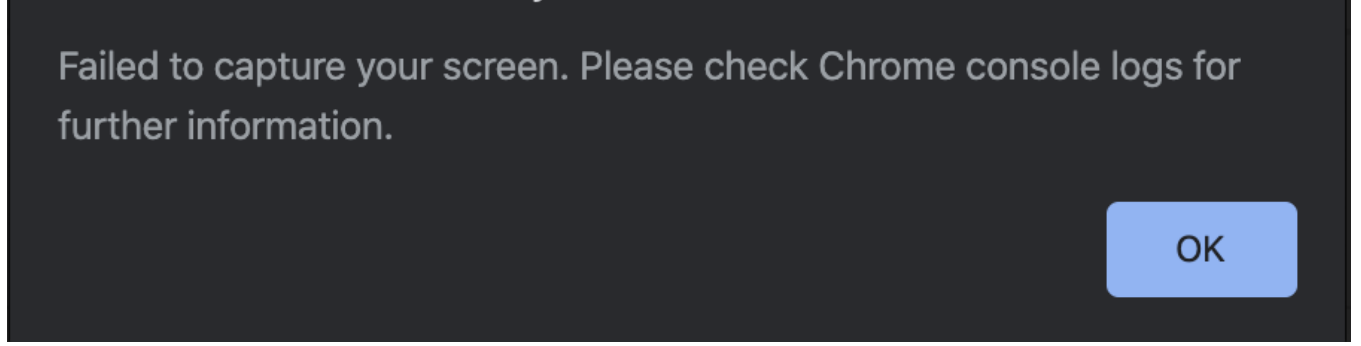 Failed to capture your screen. Please check Chrome console logs for
further information.
OK